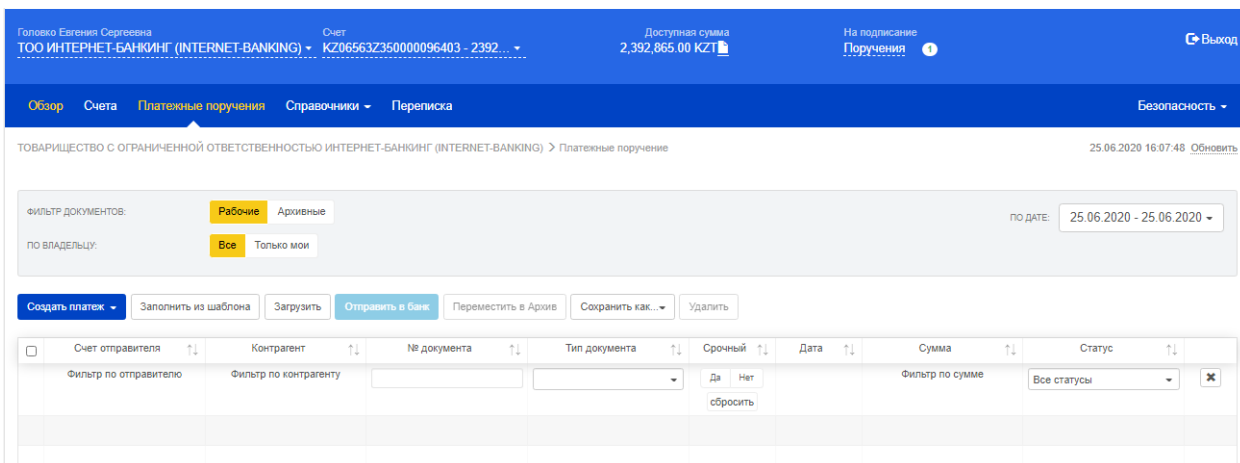 Головко Евгения Сергеевна Счет Доступная сумма На подписание
ТОО ИНТЕРНЕТ-БАНКИНГ (INTERNET-BANKING) KZ06563Z350000096403 - 2392... 2,392,865.00 KZT Поручения 1 Выход
Обзор Счета Платежные поручения Справочники Переписка Безопасность
ТОВАРИЩЕСТВО С ОГРАНИЧЕННОЙ ОТВЕТСТВЕННОСТЬЮ ИНТЕРНЕТ-БАНКИНГ (INTERNET-BANKING) > Платежные поручение 25.06.2020 16:07:48 Обновить
ФИЛЬТР ДОКУМЕНТОВ: Рабочие Архивные ПО ДАТЕ: 25.06.2020 - 25.06.2020
ПО ВЛАДЕЛЬЦУ: Все Только мои
Создать платеж Заполнить из шаблона Загрузить Отправить в банк Переместить в Архив Сохранить как... Удалить
Счет отправителя Контрагент № документа Тип документа Срочный Дата Сумма Статус
Фильтр по отправителю Фильтр по контрагенту Да Нет Фильтр по сумме Все статусы
сбросить